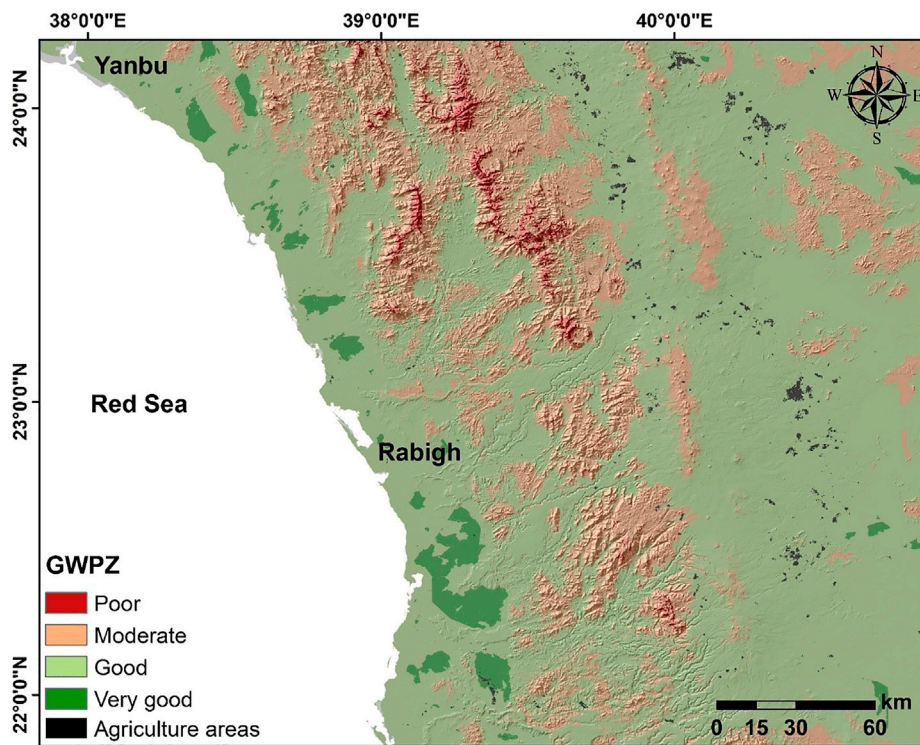 38°0'0"E 39°0'0"E 40°0'0"E
24°0'0"N
23°0'0"N
22°0'0"N
Yanbu
N
W E
S
Red Sea
Rabigh
GWPZ
Poor
Moderate
Good
Very good
Agriculture areas
km
0 15 30 60